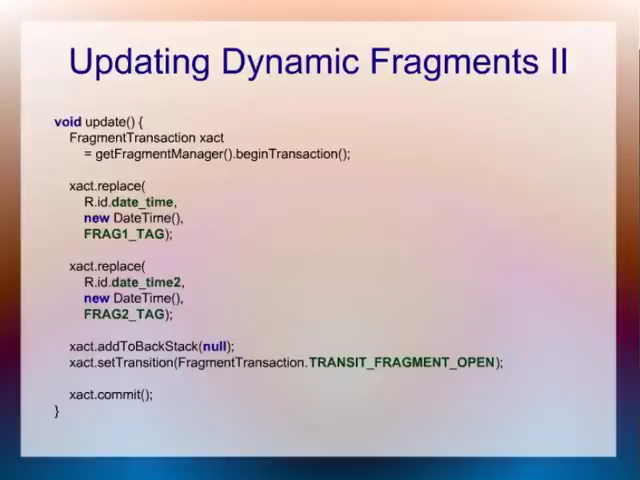 Updating Dynamic Fragments II
void update() {
FragmentTransaction xact
= getFragmentManager().beginTransaction();
xact.replace(
R.id.date_time,
new DateTime(),
FRAG1_TAG);
xact.replace(
R.id.date_time2,
new DateTime(),
FRAG2_TAG);
xact.addToBackStack(null);
xact.setTransition(FragmentTransaction.TRANSIT_FRAGMENT_OPEN);
xact.commit();
}